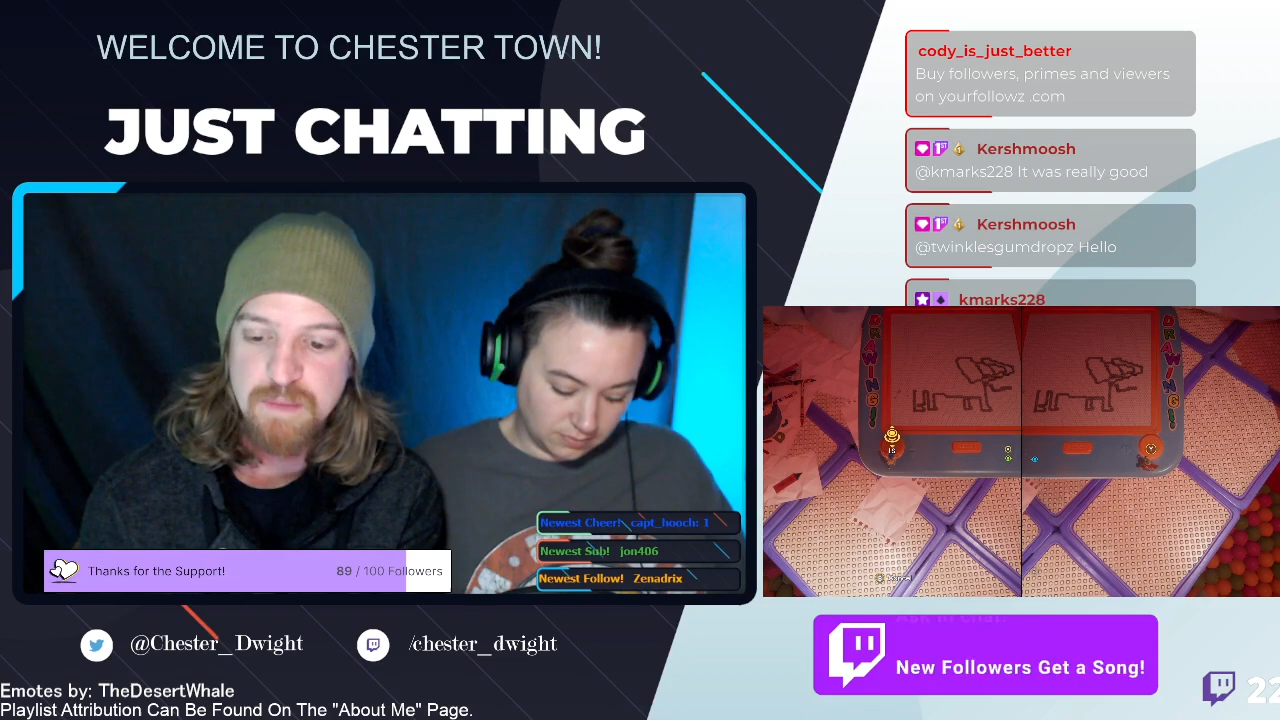 WELCOME TO CHESTER TOWN!
JUST CHATTING
cody_is_just_better
Buy followers, primes and viewers
on yourfollowz .com
Kershmoosh
@kmarks228 It was really good
Kershmoosh
@twinklesgumdropz Hello
kmarks228
DRAWING!
DRAWING!
Newest Cheer! capt_hooch: 1
Newest Sub! jon406
Newest Follow! Zenadrix
Thanks for the Support!
89 / 100 Followers
@Chester_Dwight
/chester_dwight
New Followers Get a Song!
22
Emotes by: TheDesertWhale
Playlist Attribution Can Be Found On The "About Me" Page.